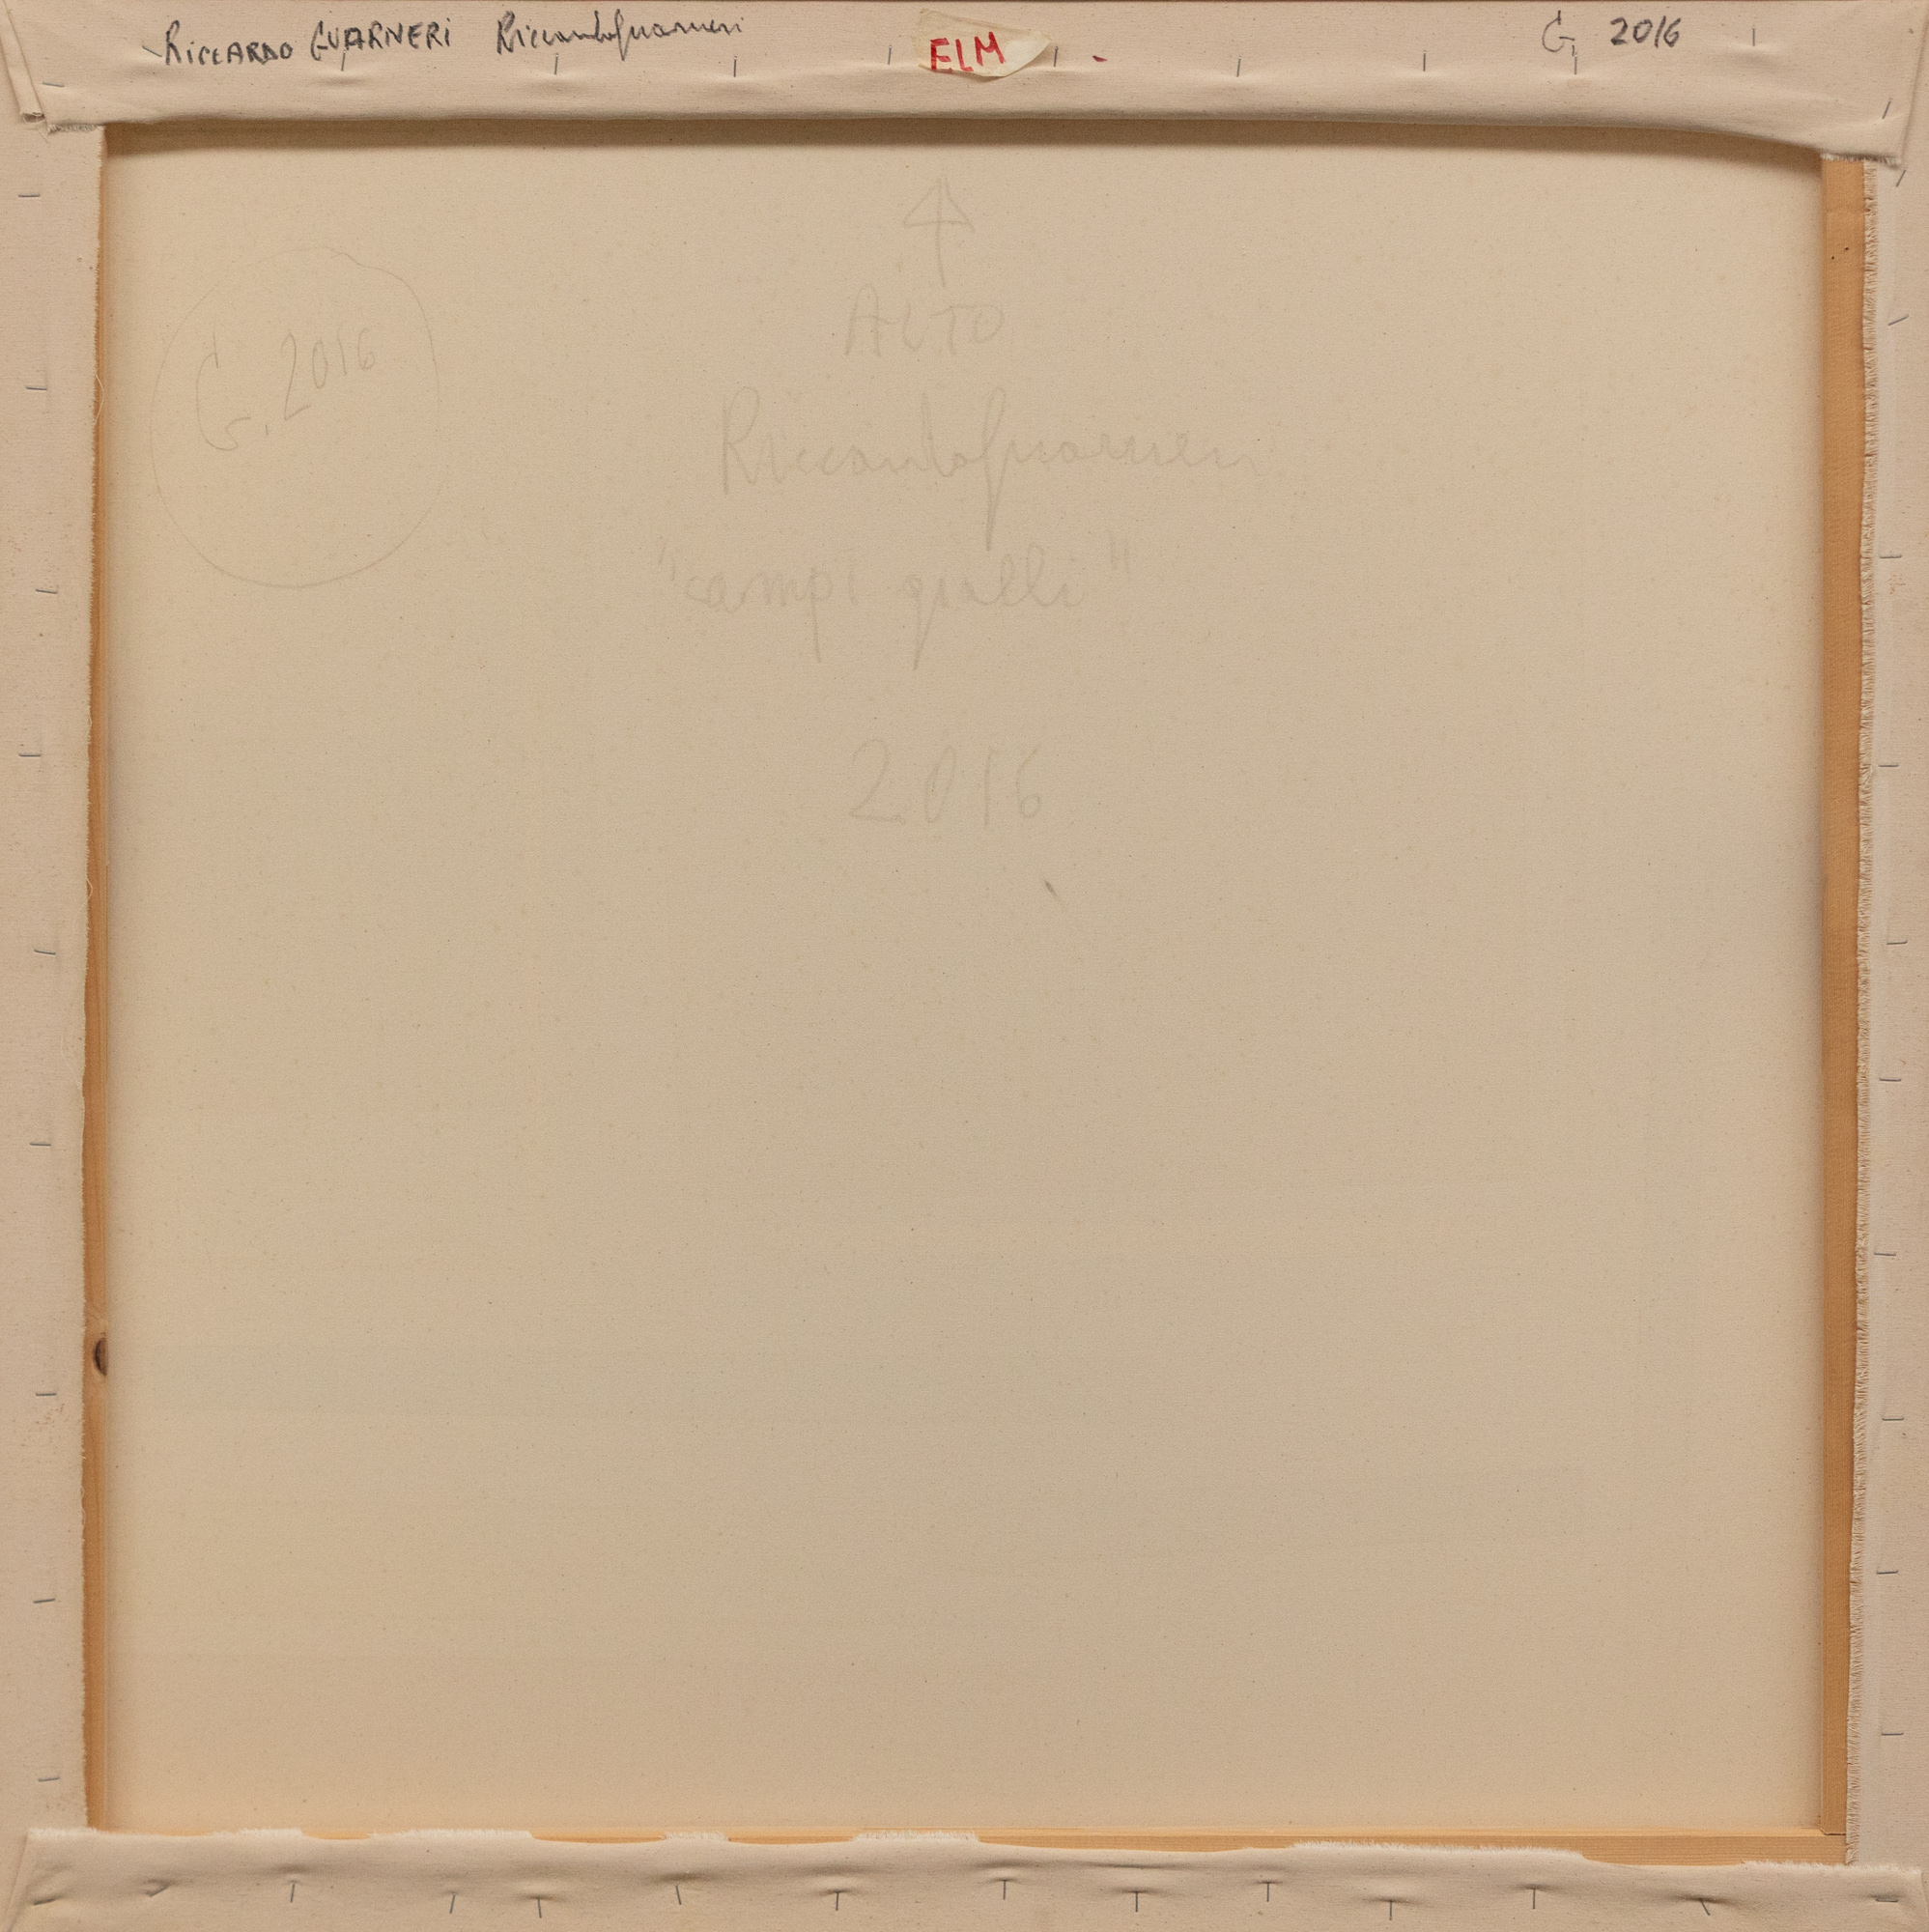 RiCCARDO GUARNERi Riccardo Guarneri ELM G 2016
ALTO
G. 2016
Riccardo Guarneri
"campi gialli"
2016